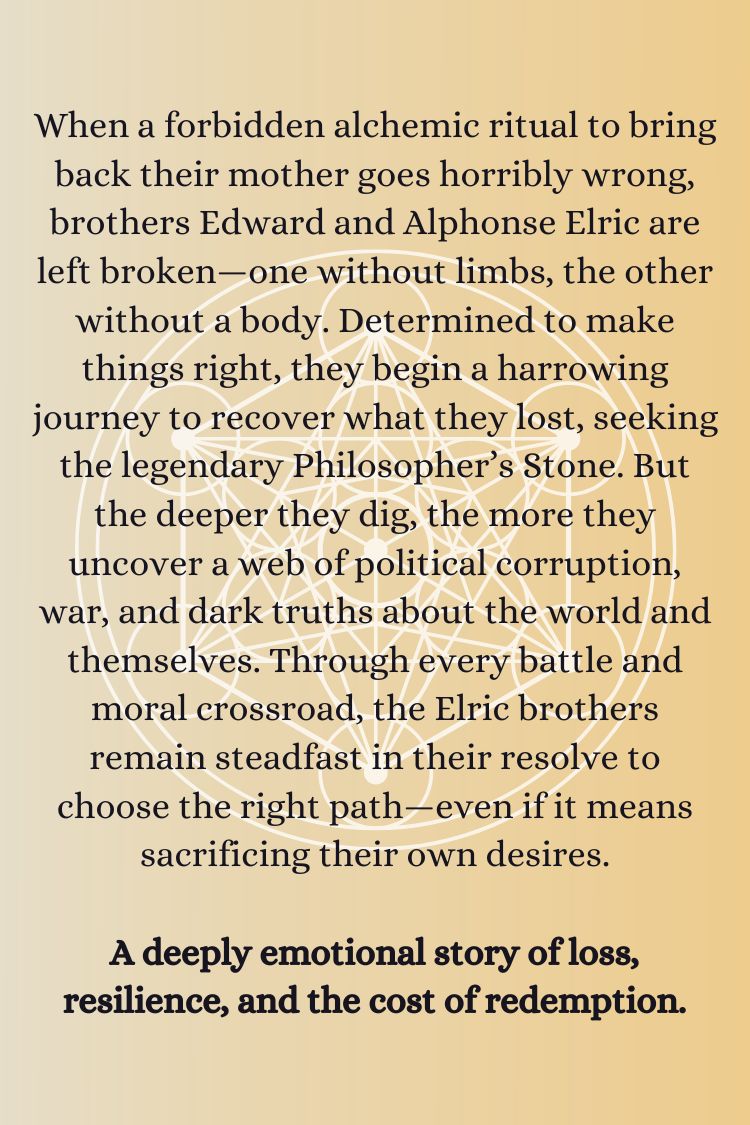 When a forbidden alchemic ritual to bring
back their mother goes horribly wrong,
brothers Edward and Alphonse Elric are
left broken—one without limbs, the other
without a body. Determined to make
things right, they begin a harrowing
journey to recover what they lost, seeking
the legendary Philosopher’s Stone. But
the deeper they dig, the more they
uncover a web of political corruption,
war, and dark truths about the world and
themselves. Through every battle and
moral crossroad, the Elric brothers
remain steadfast in their resolve to
choose the right path—even if it means
sacrificing their own desires.
A deeply emotional story of loss,
resilience, and the cost of redemption.